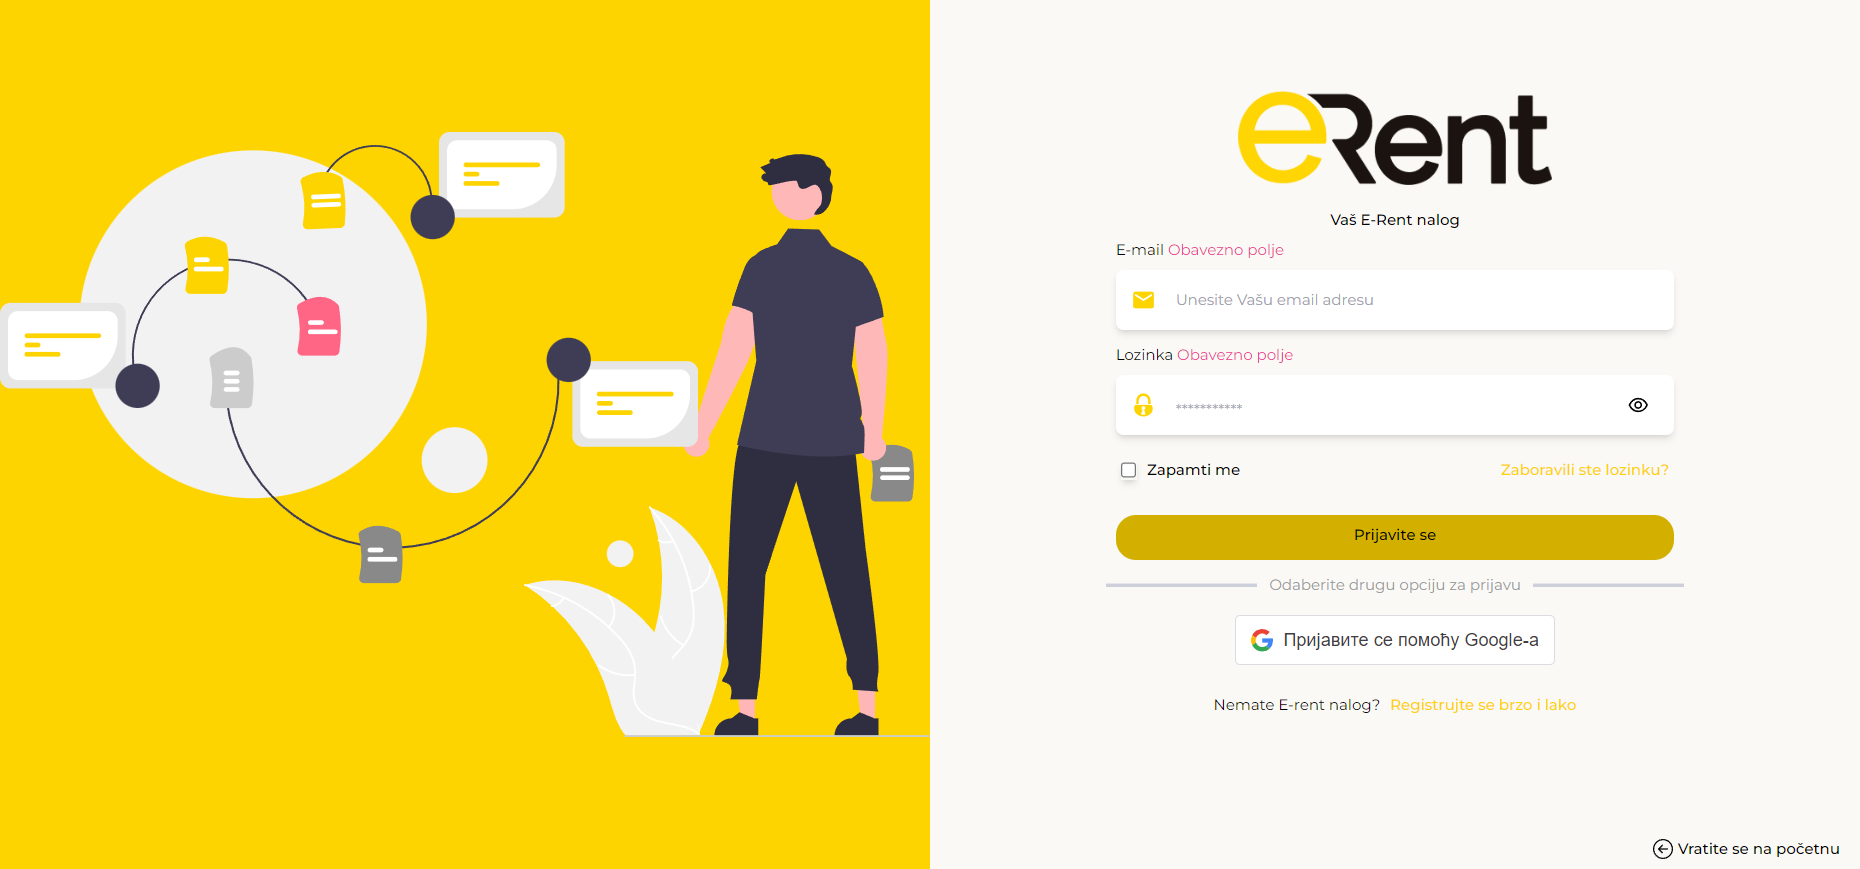 eRent
Vaš E-Rent nalog
E-mail Obavezno polje
Unesite Vašu email adresu
Lozinka Obavezno polje
***********
Zapamti me
Zaboravili ste lozinku?
Prijavite se
Odaberite drugu opciju za prijavu
Пријавите се помоћу Google-а
Nemate E-rent nalog? Registrujte se brzo i lako
Vratite se na početnu